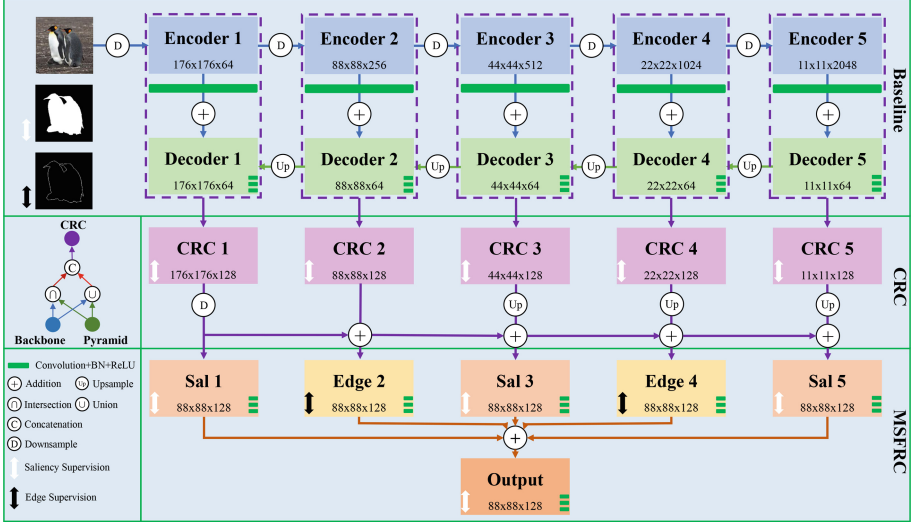 D
Encoder 1
176x176x64
D
Encoder 2
88x88x256
D
Encoder 3
44x44x512
D
Encoder 4
22x22x1024
D
Encoder 5
11x11x2048
Baseline
+
+
+
+
+
Decoder 1
176x176x64
Up
Decoder 2
88x88x64
Up
Decoder 3
44x44x64
Up
Decoder 4
22x22x64
Up
Decoder 5
11x11x64
CRC
C
∩
∪
Backbone
Pyramid
CRC 1
176x176x128
CRC 2
88x88x128
CRC 3
44x44x128
CRC 4
22x22x128
CRC 5
11x11x128
CRC
D
Up
Up
Up
+
+
+
+
Convolution+BN+ReLU
+ Addition
Up Upsample
∩ Intersection
∪ Union
C Concatenation
D Downsample
Saliency Supervision
Edge Supervision
Sal 1
88x88x128
Edge 2
88x88x128
Sal 3
88x88x128
Edge 4
88x88x128
Sal 5
88x88x128
MSFRC
+
Output
88x88x128